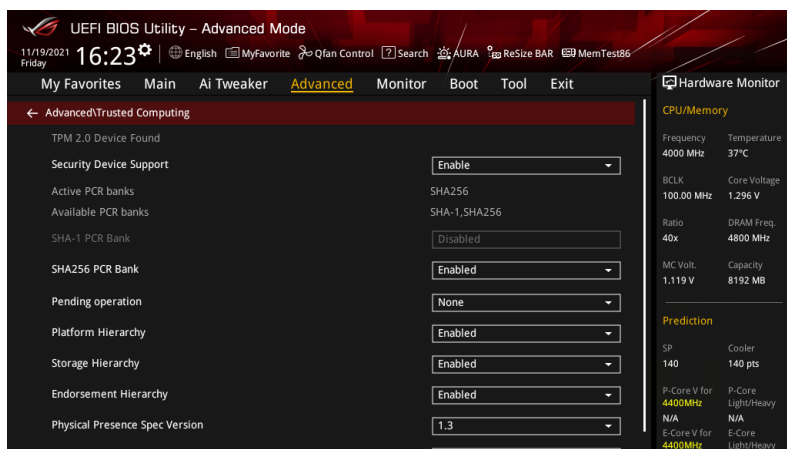 UEFI BIOS Utility – Advanced Mode
11/19/2021
Friday
16:23
English
MyFavorite
Qfan Control
? Search
AURA
ReSize BAR
MemTest86
My Favorites
Main
Ai Tweaker
Advanced
Monitor
Boot
Tool
Exit
Hardware Monitor
← Advanced\Trusted Computing
TPM 2.0 Device Found
Security Device Support Enable
Active PCR banks SHA256
Available PCR banks SHA-1,SHA256
SHA-1 PCR Bank Disabled
SHA256 PCR Bank Enabled
Pending operation None
Platform Hierarchy Enabled
Storage Hierarchy Enabled
Endorsement Hierarchy Enabled
Physical Presence Spec Version 1.3
CPU/Memory
Frequency Temperature
4000 MHz 37°C
BCLK Core Voltage
100.00 MHz 1.296 V
Ratio DRAM Freq.
40x 4800 MHz
MC Volt. Capacity
1.119 V 8192 MB
Prediction
SP Cooler
140 140 pts
P-Core V for P-Core
4400MHz Light/Heavy
N/A N/A
E-Core V for E-Core
4400MHz Light/Heavy